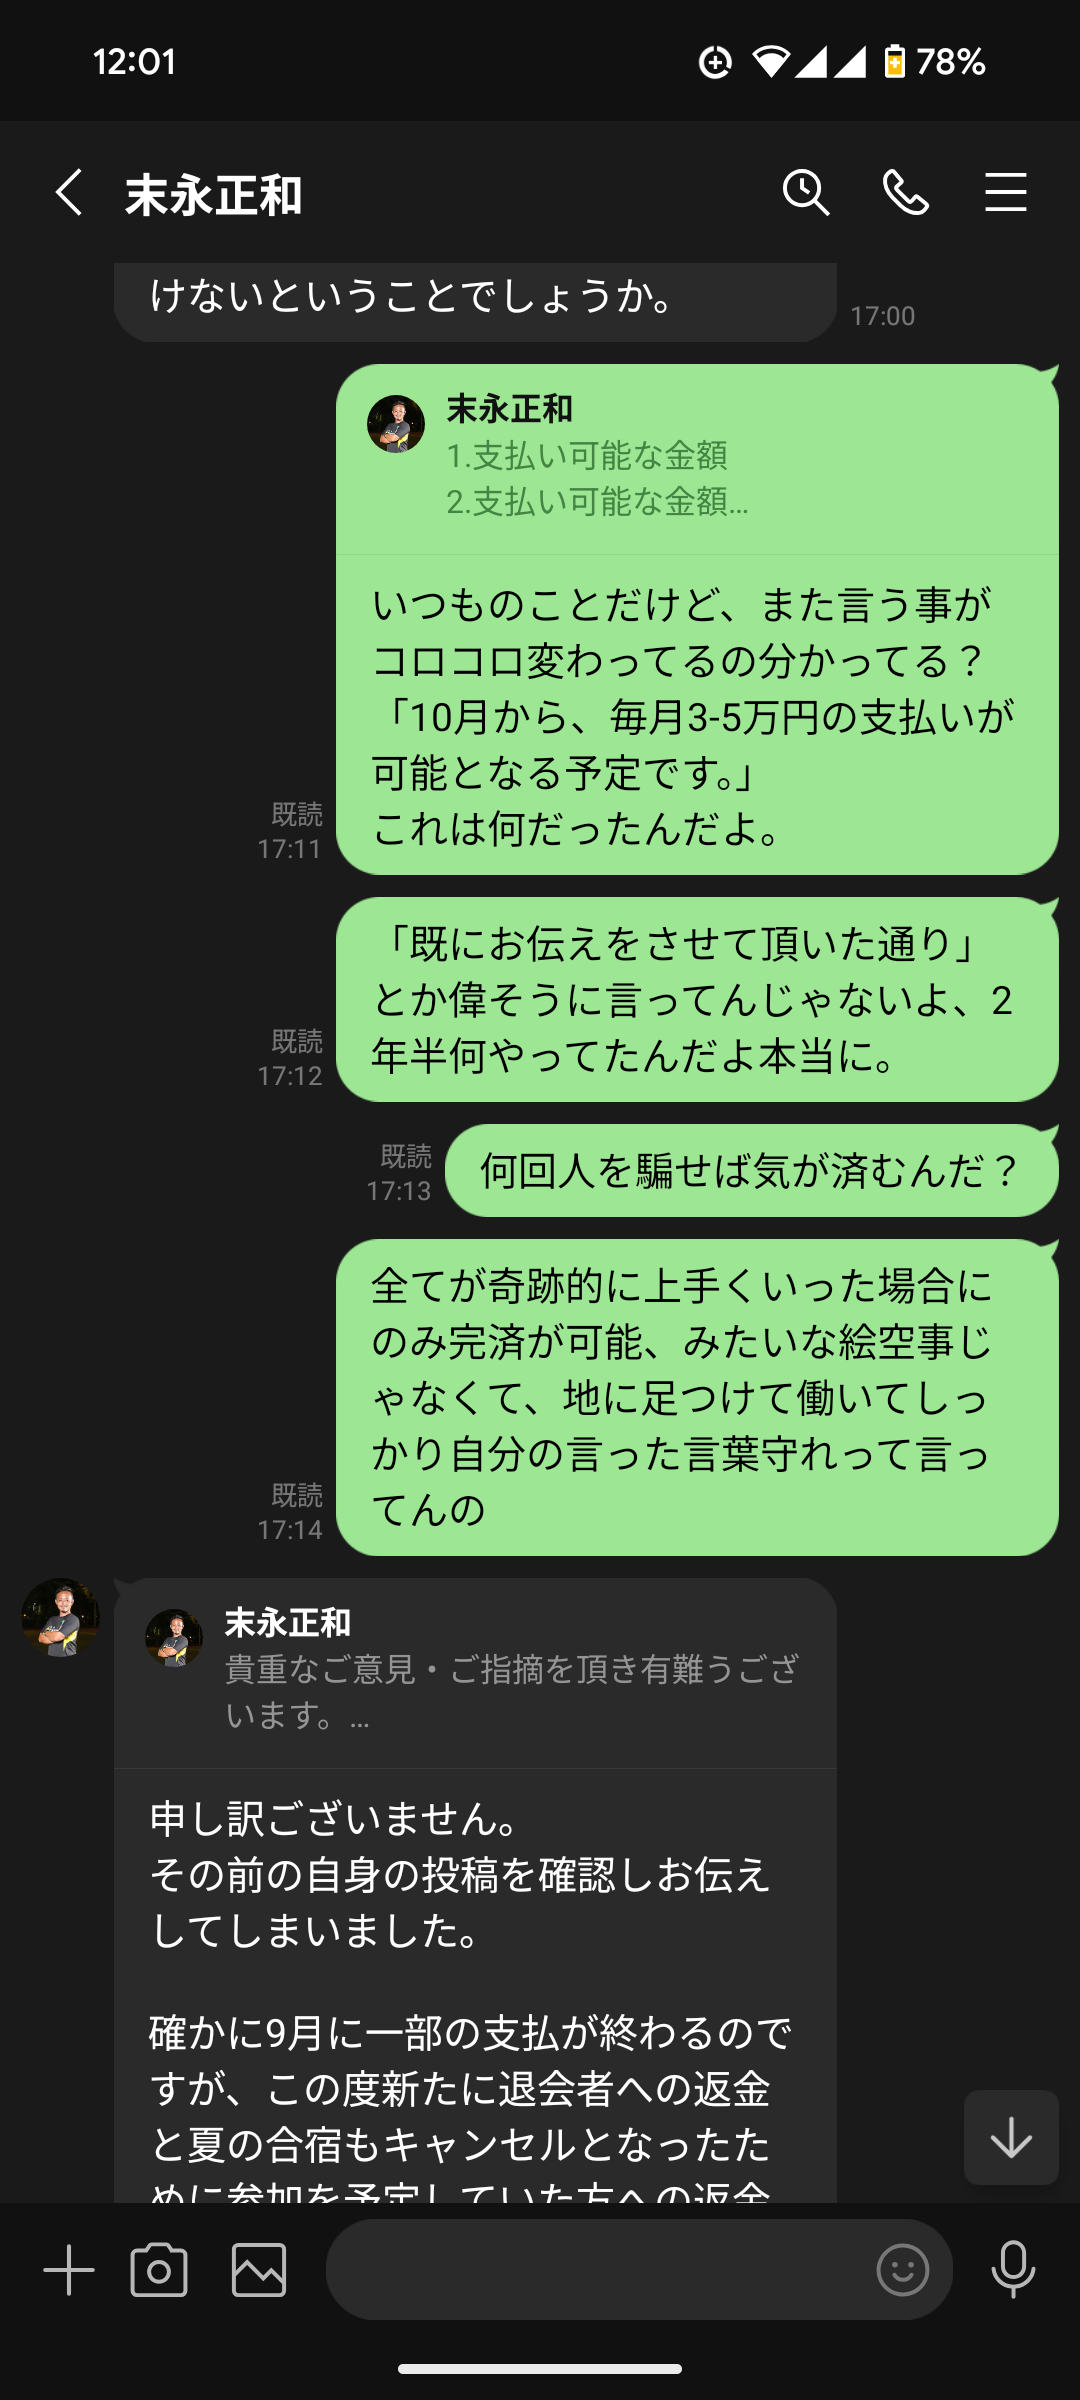 12:01
78%
末永正和
けないということでしょうか。
17:00
末永正和
1.支払い可能な金額
2.支払い可能な金額...
いつものことだけど、また言う事が
コロコロ変わってるの分かってる？
「10月から、毎月3-5万円の支払いが
可能となる予定です。」
これは何だったんだよ。
既読
17:11
「既にお伝えをさせて頂いた通り」
とか偉そうに言ってんじゃないよ、2
年半何やってたんだよ本当に。
既読
17:12
何回人を騙せば気が済むんだ？
既読
17:13
全てが奇跡的に上手くいった場合に
のみ完済が可能、みたいな絵空事じ
ゃなくて、地に足つけて働いてしっ
かり自分の言った言葉守れって言っ
てんの
既読
17:14
末永正和
貴重なご意見・ご指摘を頂き有難うござ
います。...
申し訳ございません。
その前の自身の投稿を確認しお伝え
してしまいました。
確かに9月に一部の支払が終わるので
すが、この度新たに退会者への返金
と夏の合宿もキャンセルとなったた
めに参加を予定していた方への返金